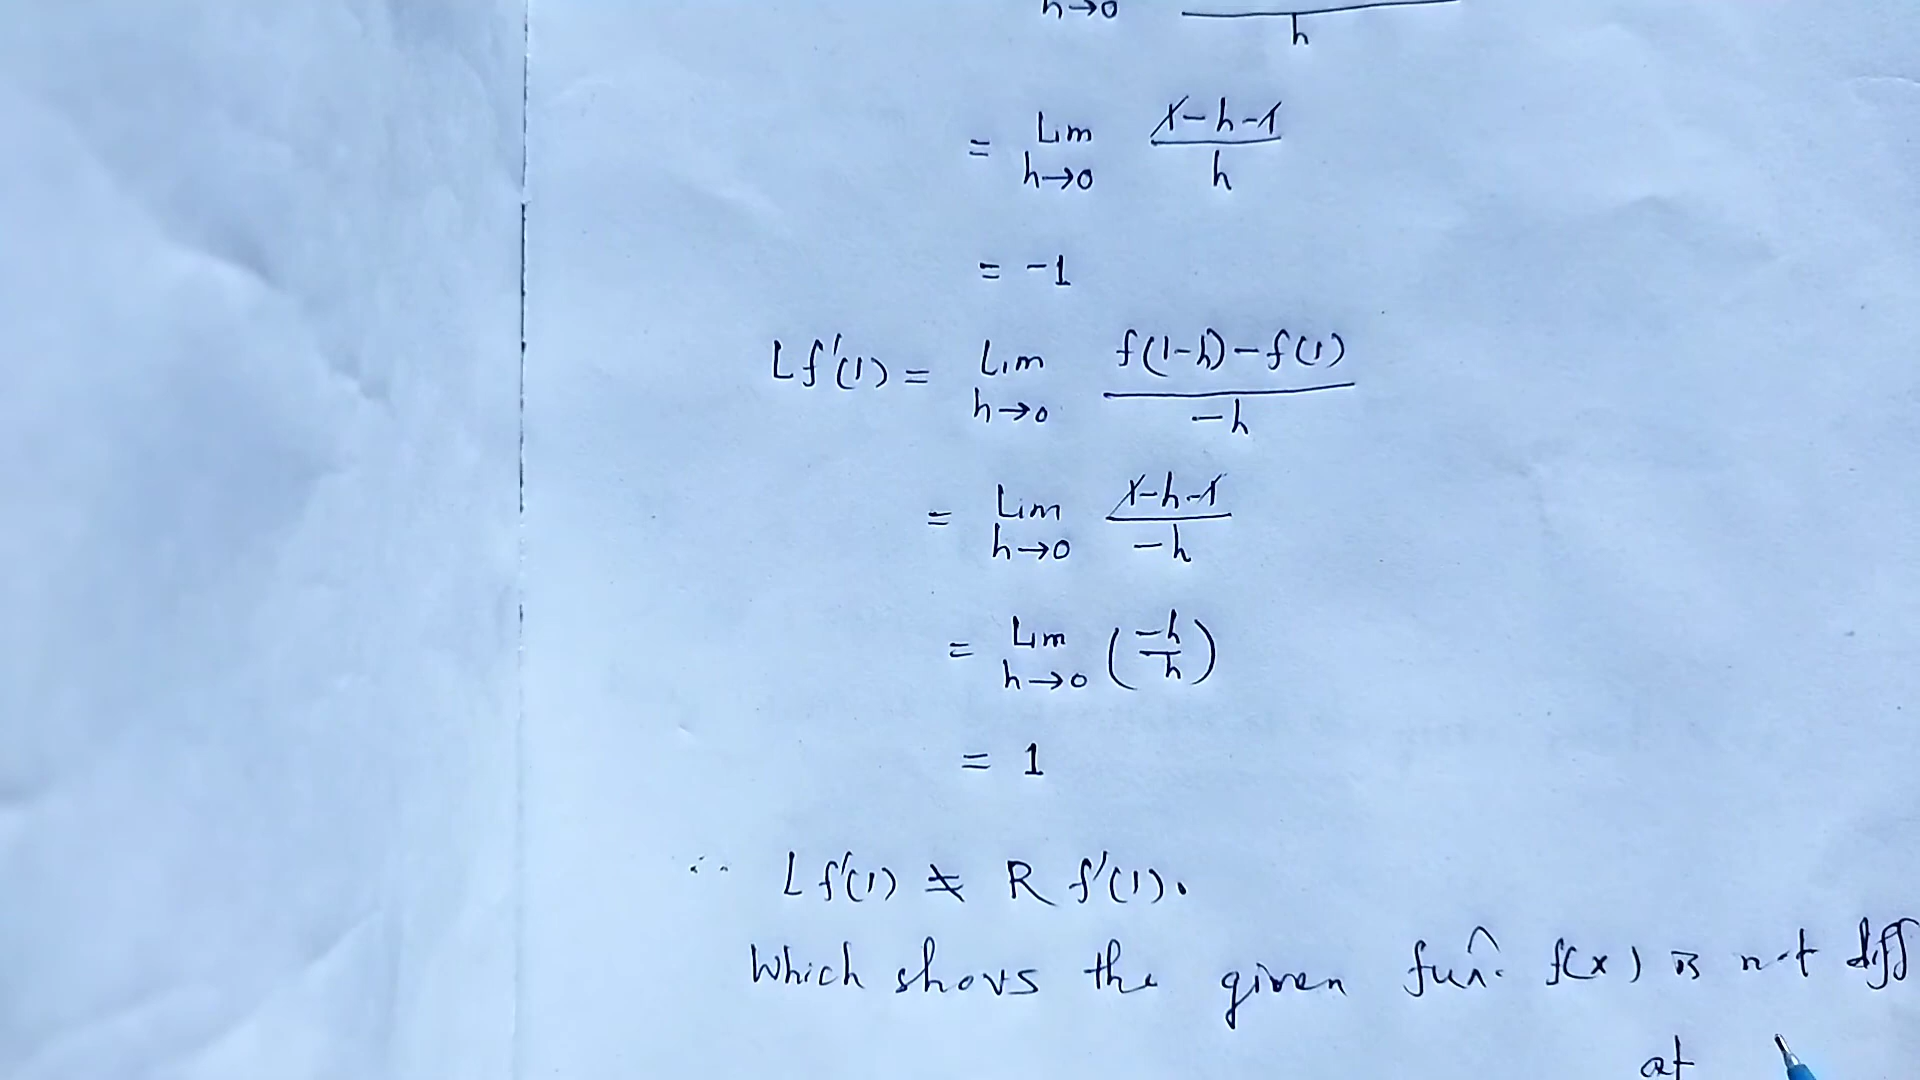 h→0 h
= Lim h→0 1-h-1 / h
= -1
Lf'(1) = Lim h→0 f(1-h)-f(1) / -h
= Lim h→0 1-h-1 / -h
= Lim h→0 (-h/h)
= 1
∴ Lf'(1) ≠ R f'(1).
Which shows the given fun. f(x) is not diff
at